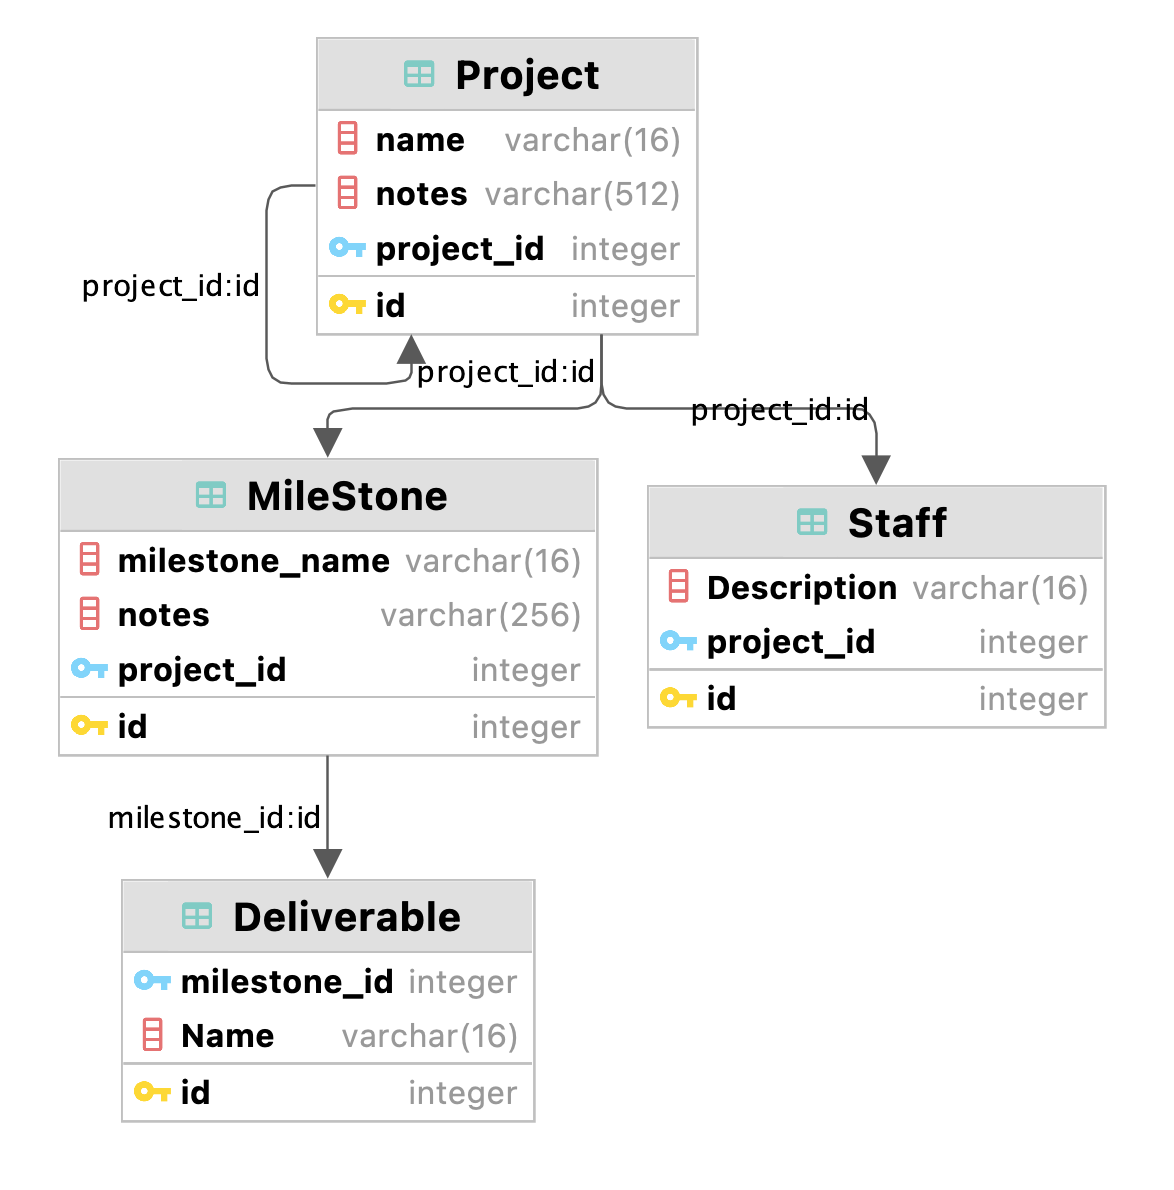 Project
name varchar(16)
notes varchar(512)
project_id integer
id integer
project_id:id
project_id:id
project_id:id
MileStone
milestone_name varchar(16)
notes varchar(256)
project_id integer
id integer
Staff
Description varchar(16)
project_id integer
id integer
milestone_id:id
Deliverable
milestone_id integer
Name varchar(16)
id integer